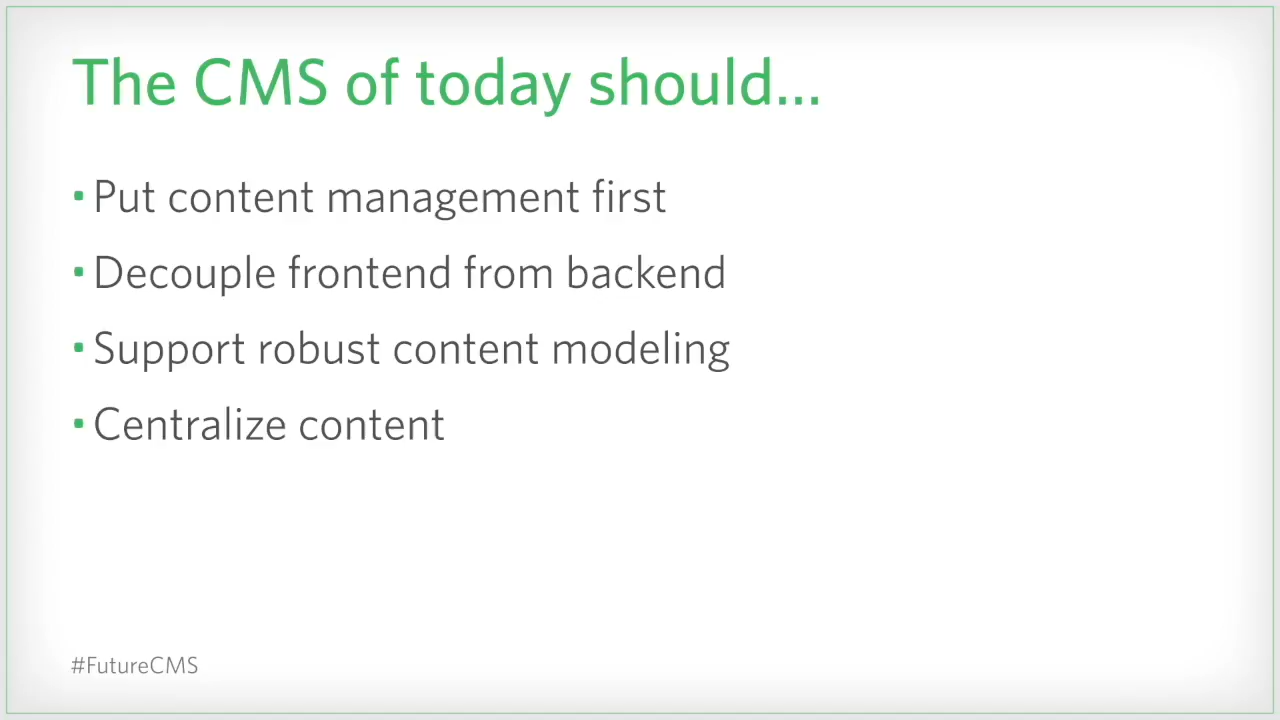 The CMS of today should...
• Put content management first
• Decouple frontend from backend
• Support robust content modeling
• Centralize content
#FutureCMS